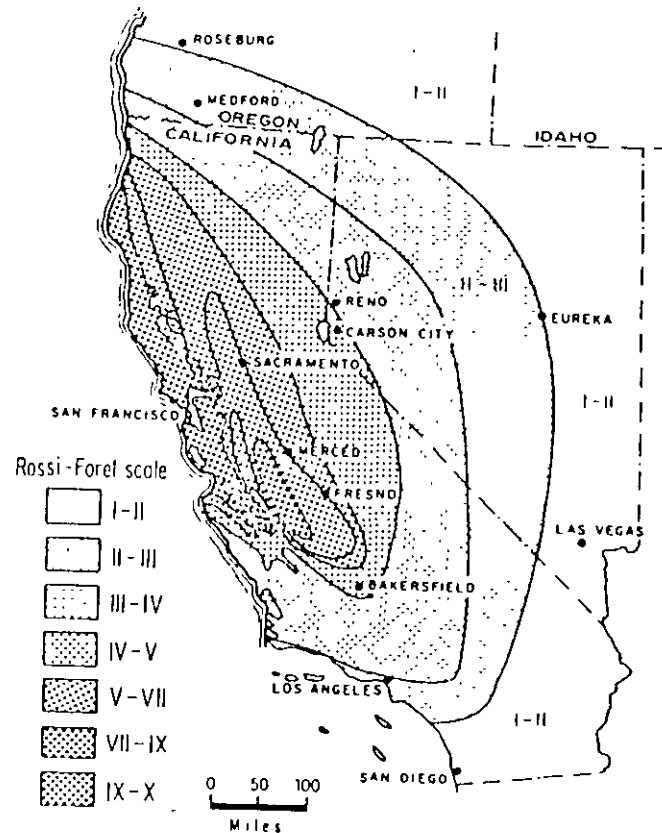 ROSEBURG
I-II
MEDFORD
OREGON
CALIFORNIA
IDAHO
II-III
RENO
CARSON CITY
EUREKA
SACRAMENTO
I-II
SAN FRANCISCO
MERCED
Rossi-Forel scale
FRESNO
I-II
LAS VEGAS
II-III
BAKERSFIELD
III-IV
IV-V
LOS ANGELES
V-VII
I-II
VII-IX
SAN DIEGO
IX-X
0 50 100
Miles